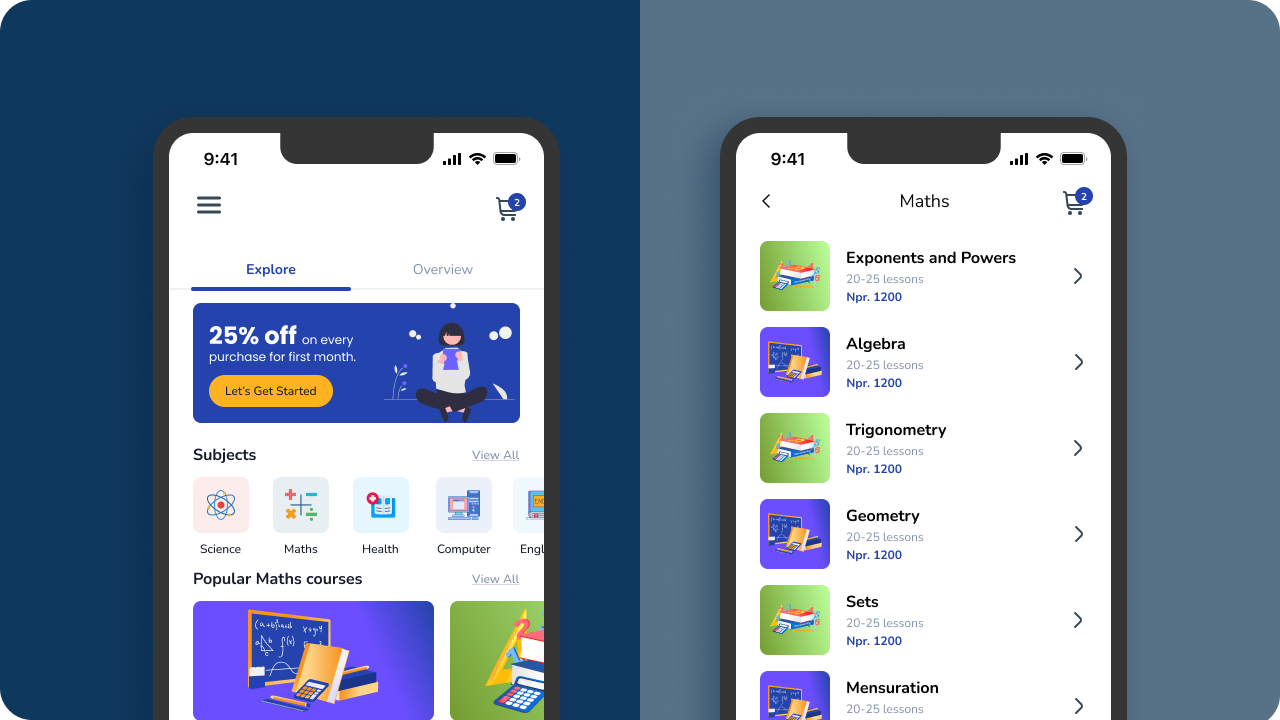 9:41
2
Explore
Overview
25% off on every
purchase for first month.
Let's Get Started
Subjects
View All
Science
Maths
Health
Computer
Engl
Popular Maths courses
View All
9:41
Maths
2
Exponents and Powers
20-25 lessons
Npr. 1200
Algebra
20-25 lessons
Npr. 1200
Trigonometry
20-25 lessons
Npr. 1200
Geometry
20-25 lessons
Npr. 1200
Sets
20-25 lessons
Npr. 1200
Mensuration
20-25 lessons